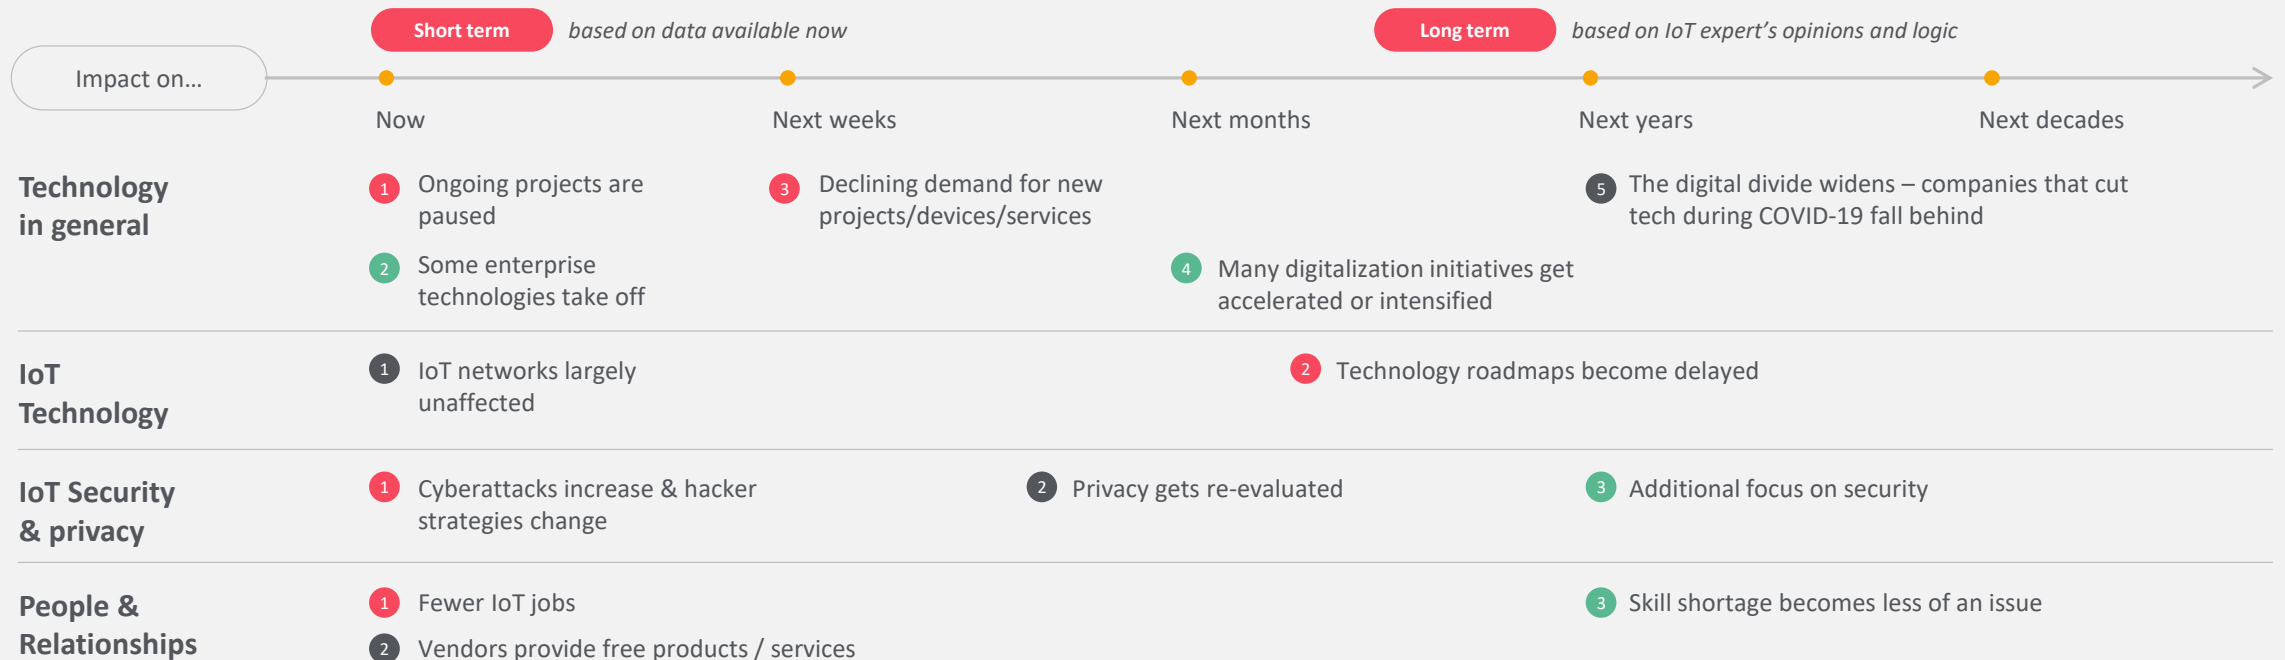 Short term based on data available now
Long term based on IoT expert’s opinions and logic
Impact on...
Now
Next weeks
Next months
Next years
Next decades
Technology
in general
1 Ongoing projects are
paused
2 Some enterprise
technologies take off
3 Declining demand for new
projects/devices/services
4 Many digitalization initiatives get
accelerated or intensified
5 The digital divide widens – companies that cut
tech during COVID-19 fall behind
IoT
Technology
1 IoT networks largely
unaffected
2 Technology roadmaps become delayed
IoT Security
& privacy
1 Cyberattacks increase & hacker
strategies change
2 Privacy gets re-evaluated
3 Additional focus on security
People &
Relationships
1 Fewer IoT jobs
2 Vendors provide free products / services
3 Skill shortage becomes less of an issue